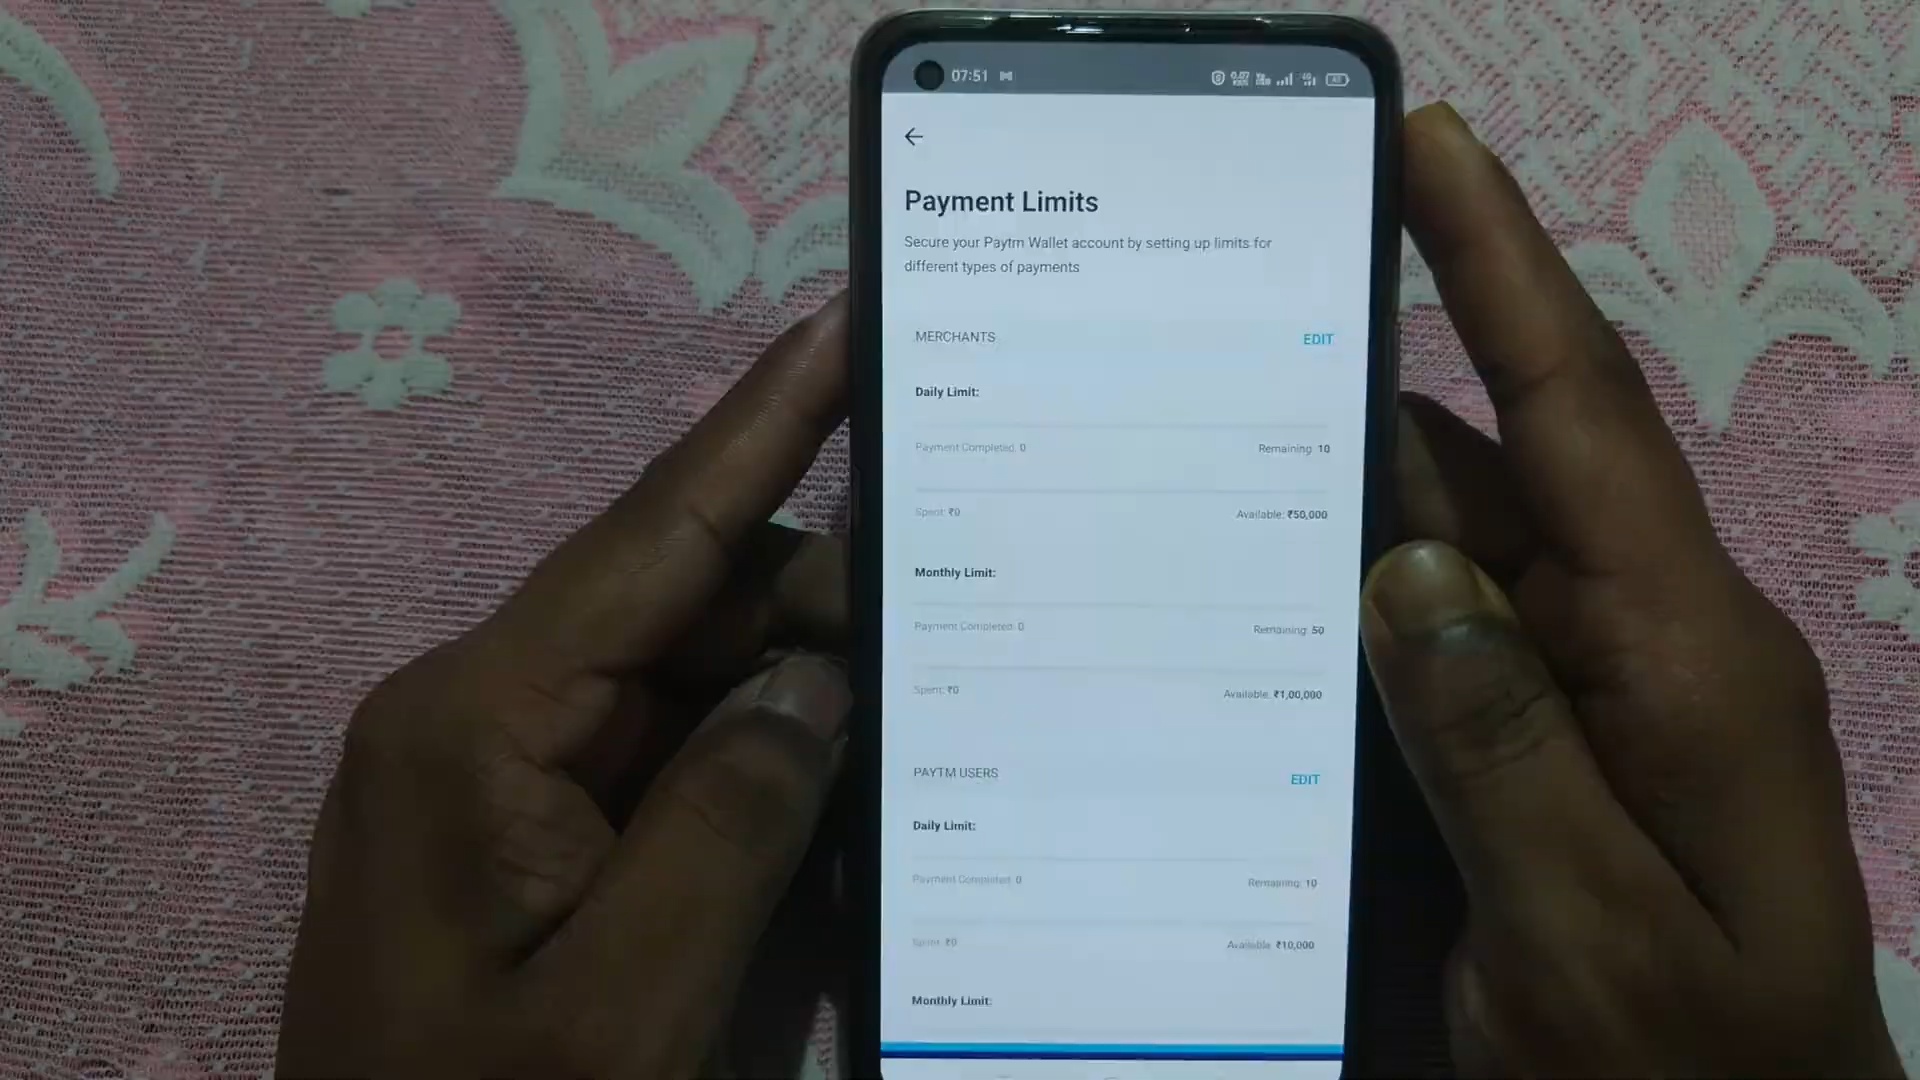 07:51
Payment Limits
Secure your Paytm Wallet account by setting up limits for
different types of payments
MERCHANTS EDIT
Daily Limit:
Payment Completed: 0 Remaining: 10
Spent: ₹0 Available: ₹50,000
Monthly Limit:
Payment Completed: 0 Remaining: 50
Spent: ₹0 Available: ₹1,00,000
PAYTM USERS EDIT
Daily Limit:
Payment Completed: 0 Remaining: 10
Spent: ₹0 Available: ₹10,000
Monthly Limit: